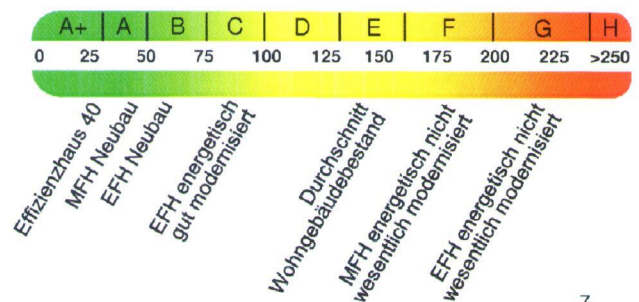 A+ A B C D E F G H
0 25 50 75 100 125 150 175 200 225 >250
Effizienzhaus 40
MFH Neubau
EFH Neubau
EFH energetisch
gut modernisiert
Durchschnitt
Wohngebäudebestand
MFH energetisch nicht
wesentlich modernisiert
EFH energetisch nicht
wesentlich modernisiert